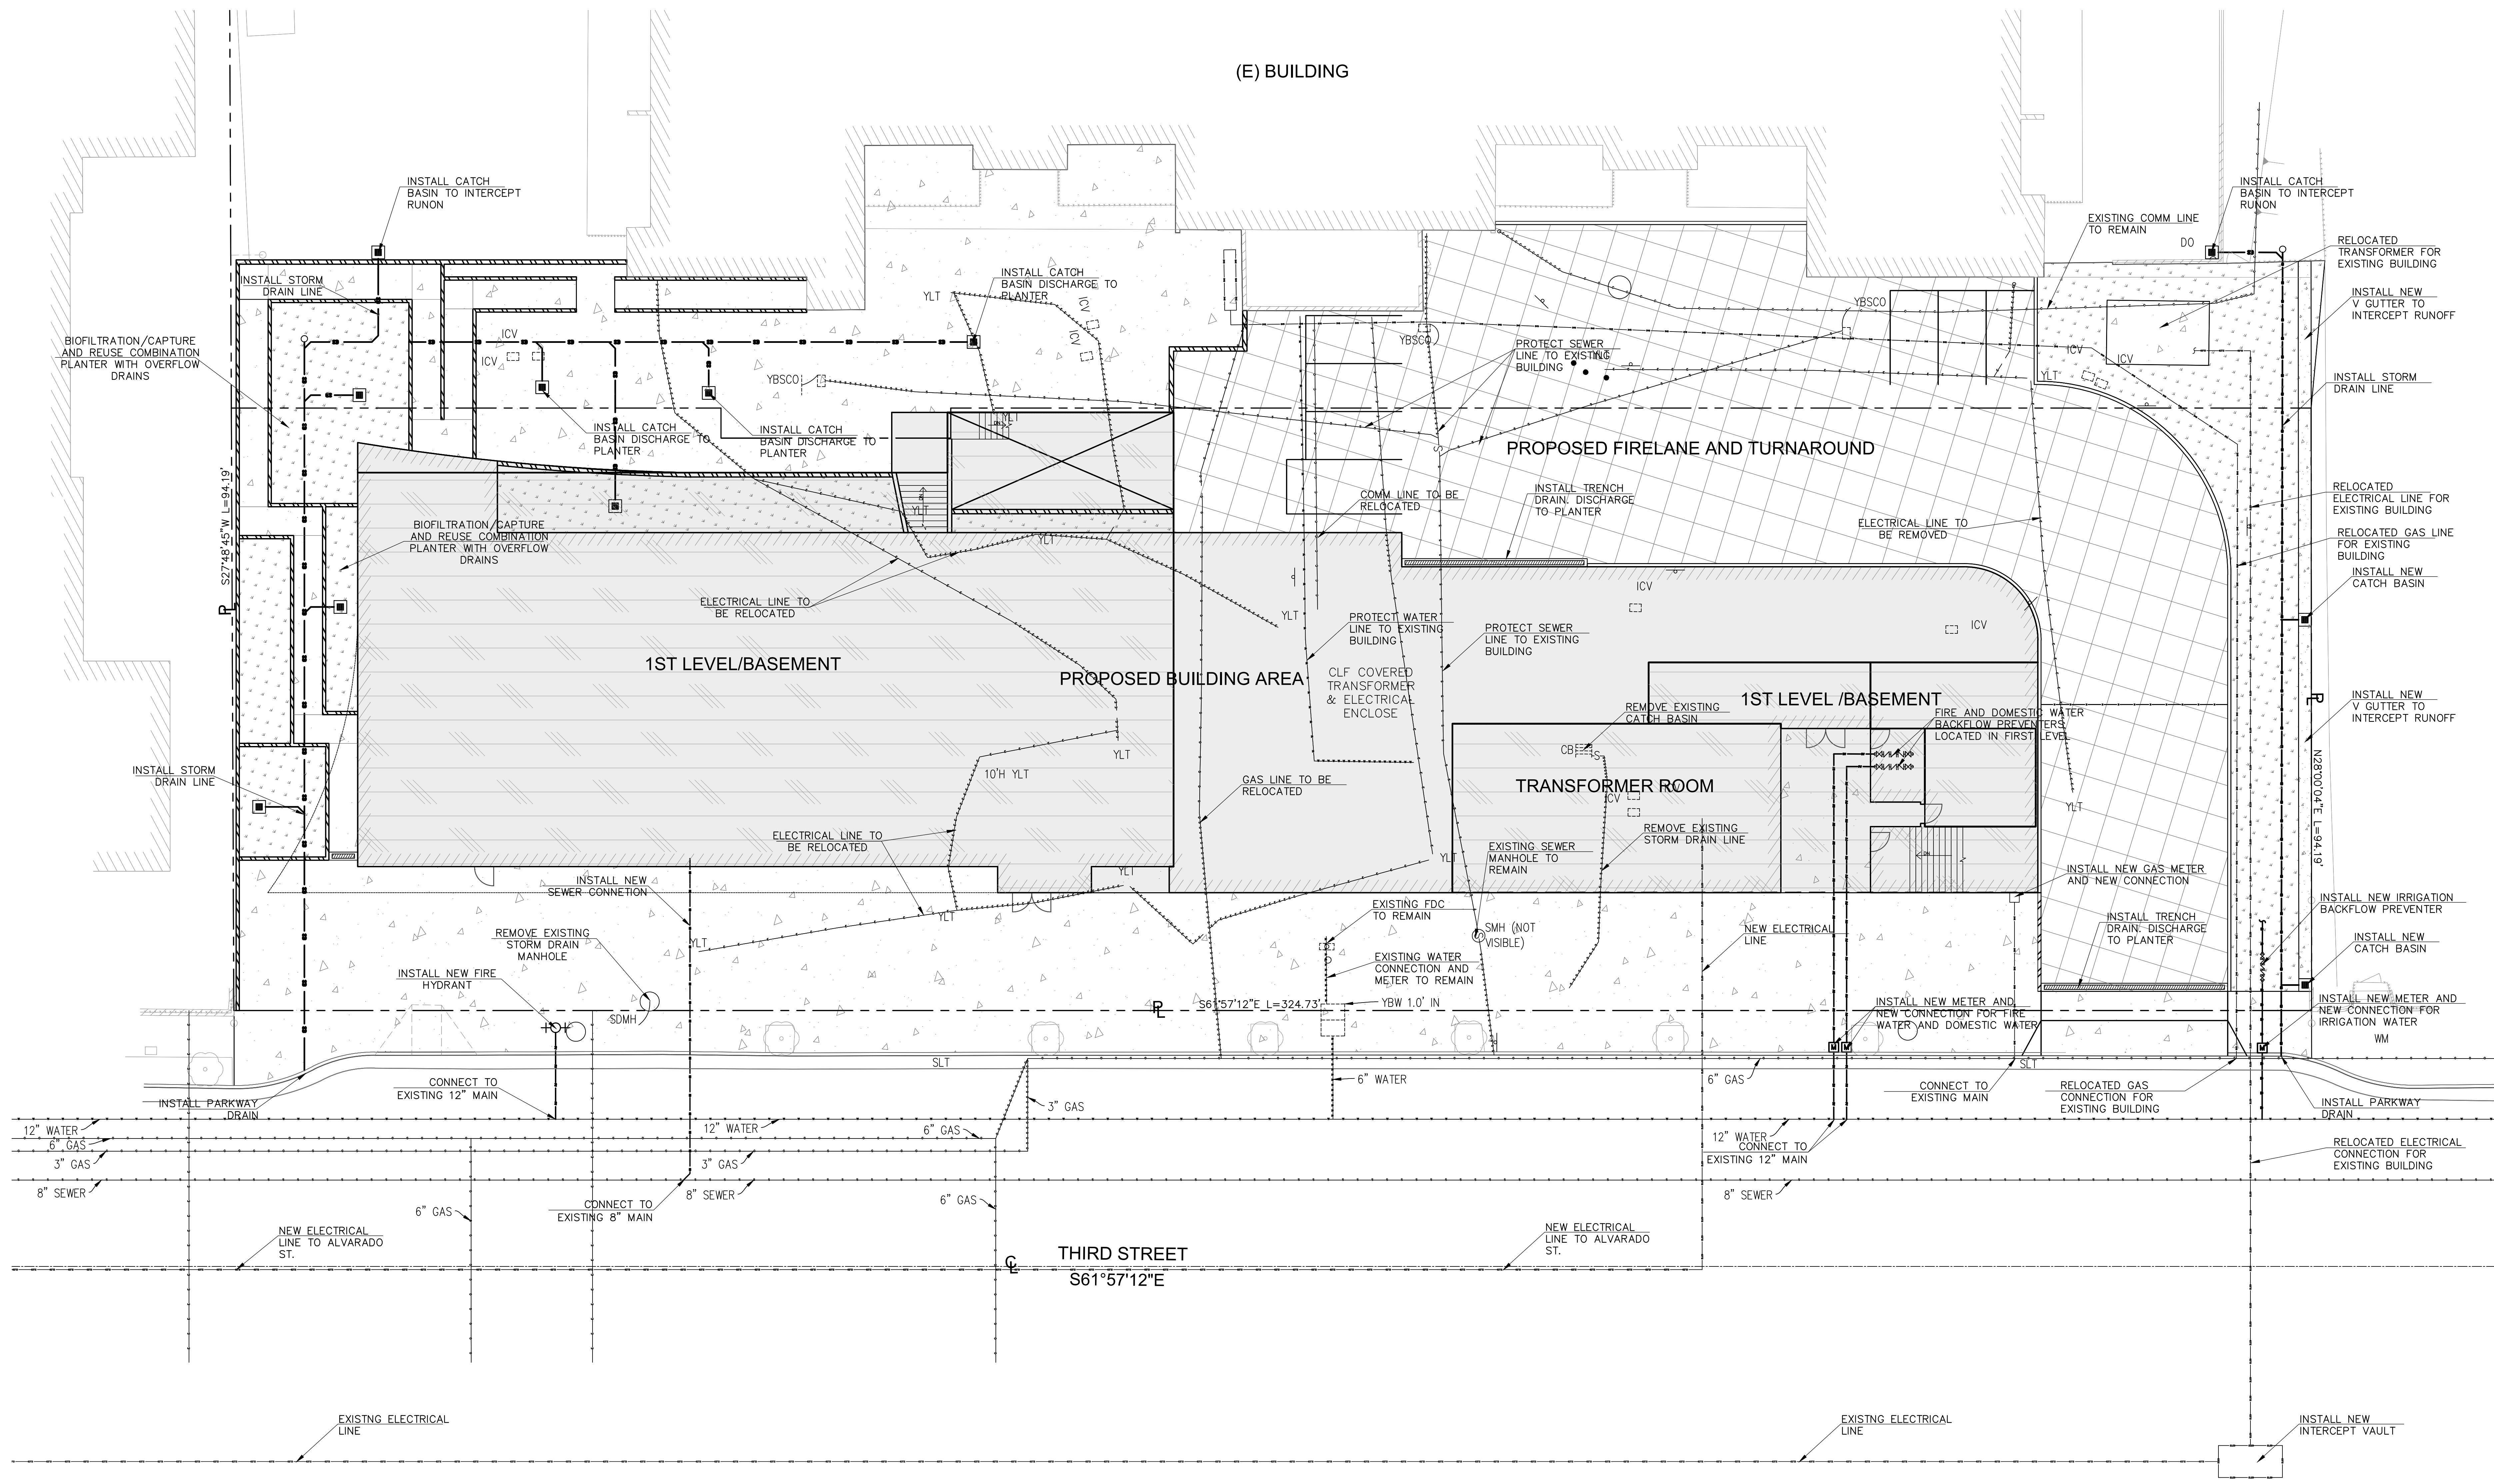 (E) BUILDING
INSTALL CATCH
BASIN TO INTERCEPT
RUNON
INSTALL CATCH
BASIN TO INTERCEPT
RUNON
EXISTING COMM LINE
TO REMAIN
DO
RELOCATED
TRANSFORMER FOR
EXISTING BUILDING
INSTALL STORM
DRAIN LINE
INSTALL CATCH
BASIN DISCHARGE TO
PLANTER
YLT
ICV
ICV
YBSCO
INSTALL NEW
V GUTTER TO
INTERCEPT RUNOFF
BIOFILTRATION/CAPTURE
AND REUSE COMBINATION
PLANTER WITH OVERFLOW
DRAINS
ICV
ICV
YBSCO
PROTECT SEWER
LINE TO EXISTING
BUILDING
YLT
ICV
ICV
YBSCO
YLT
INSTALL STORM
DRAIN LINE
INSTALL CATCH
BASIN DISCHARGE TO
PLANTER
INSTALL CATCH
BASIN DISCHARGE TO
PLANTER
YLT
DN
S
PROPOSED FIRELANE AND TURNAROUND
S27°48'45"W L=94.19'
COMM LINE TO BE
RELOCATED
INSTALL TRENCH
DRAIN. DISCHARGE
TO PLANTER
RELOCATED
ELECTRICAL LINE FOR
EXISTING BUILDING
DN
YLT
BIOFILTRATION/CAPTURE
AND REUSE COMBINATION
PLANTER WITH OVERFLOW
DRAINS
ELECTRICAL LINE TO
BE REMOVED
RELOCATED GAS LINE
FOR EXISTING
BUILDING
YLT
INSTALL NEW
CATCH BASIN
ICV
ELECTRICAL LINE TO
BE RELOCATED
YLT
PROTECT WATER
LINE TO EXISTING
BUILDING
PROTECT SEWER
LINE TO EXISTING
BUILDING
ICV
PL
1ST LEVEL/BASEMENT
PROPOSED BUILDING AREA
CLF COVERED
TRANSFORMER
& ELECTRICAL
ENCLOSE
1ST LEVEL /BASEMENT
PL
INSTALL NEW
V GUTTER TO
INTERCEPT RUNOFF
REMOVE EXISTING
CATCH BASIN
FIRE AND DOMESTIC WATER
BACKFLOW PREVENTERS
LOCATED IN FIRST LEVEL
YLT
CB
S
INSTALL STORM
DRAIN LINE
10'H YLT
GAS LINE TO BE
RELOCATED
TRANSFORMER ROOM
ICV
YLT
N28°00'04"E L=94.19'
ELECTRICAL LINE TO
BE RELOCATED
REMOVE EXISTING
STORM DRAIN LINE
EXISTING SEWER
MANHOLE TO
REMAIN
YLT
DN
YLT
INSTALL NEW
SEWER CONNETION
INSTALL NEW GAS METER
AND NEW CONNECTION
YLT
YLT
EXISTING FDC
TO REMAIN
SMH (NOT
VISIBLE)
S
INSTALL NEW IRRIGATION
BACKFLOW PREVENTER
INSTALL TRENCH
DRAIN. DISCHARGE
TO PLANTER
NEW ELECTRICAL
LINE
REMOVE EXISTING
STORM DRAIN
MANHOLE
INSTALL NEW
CATCH BASIN
INSTALL NEW FIRE
HYDRANT
EXISTING WATER
CONNECTION AND
METER TO REMAIN
YBW 1.0' IN
S61°57'12"E L=324.73'
PL
SDMH
INSTALL NEW METER AND
NEW CONNECTION FOR FIRE
WATER AND DOMESTIC WATER
INSTALL NEW METER AND
NEW CONNECTION FOR
IRRIGATION WATER
WM
SLT
SLT
CONNECT TO
EXISTING 12" MAIN
6" WATER
6" GAS
CONNECT TO
EXISTING MAIN
RELOCATED GAS
CONNECTION FOR
EXISTING BUILDING
INSTALL PARKWAY
DRAIN
3" GAS
INSTALL PARKWAY
DRAIN
12" WATER
6" GAS
3" GAS
12" WATER
6" GAS
3" GAS
12" WATER
CONNECT TO
EXISTING 12" MAIN
RELOCATED ELECTRICAL
CONNECTION FOR
EXISTING BUILDING
8" SEWER
8" SEWER
8" SEWER
CONNECT TO
EXISTING 8" MAIN
6" GAS
6" GAS
NEW ELECTRICAL
LINE TO ALVARADO
ST.
NEW ELECTRICAL
LINE TO ALVARADO
ST.
CL
THIRD STREET
S61°57'12"E
EXISTNG ELECTRICAL
LINE
EXISTNG ELECTRICAL
LINE
INSTALL NEW
INTERCEPT VAULT